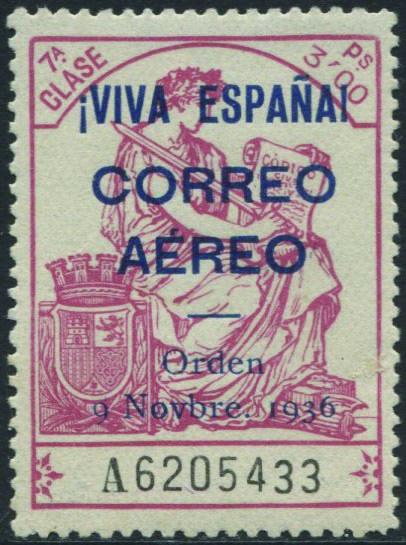 7ª
CLASE
Ps
3'00
¡VIVA ESPAÑA!
CORREO
AÉREO
Orden
9 Novbre. 1936
A6205433